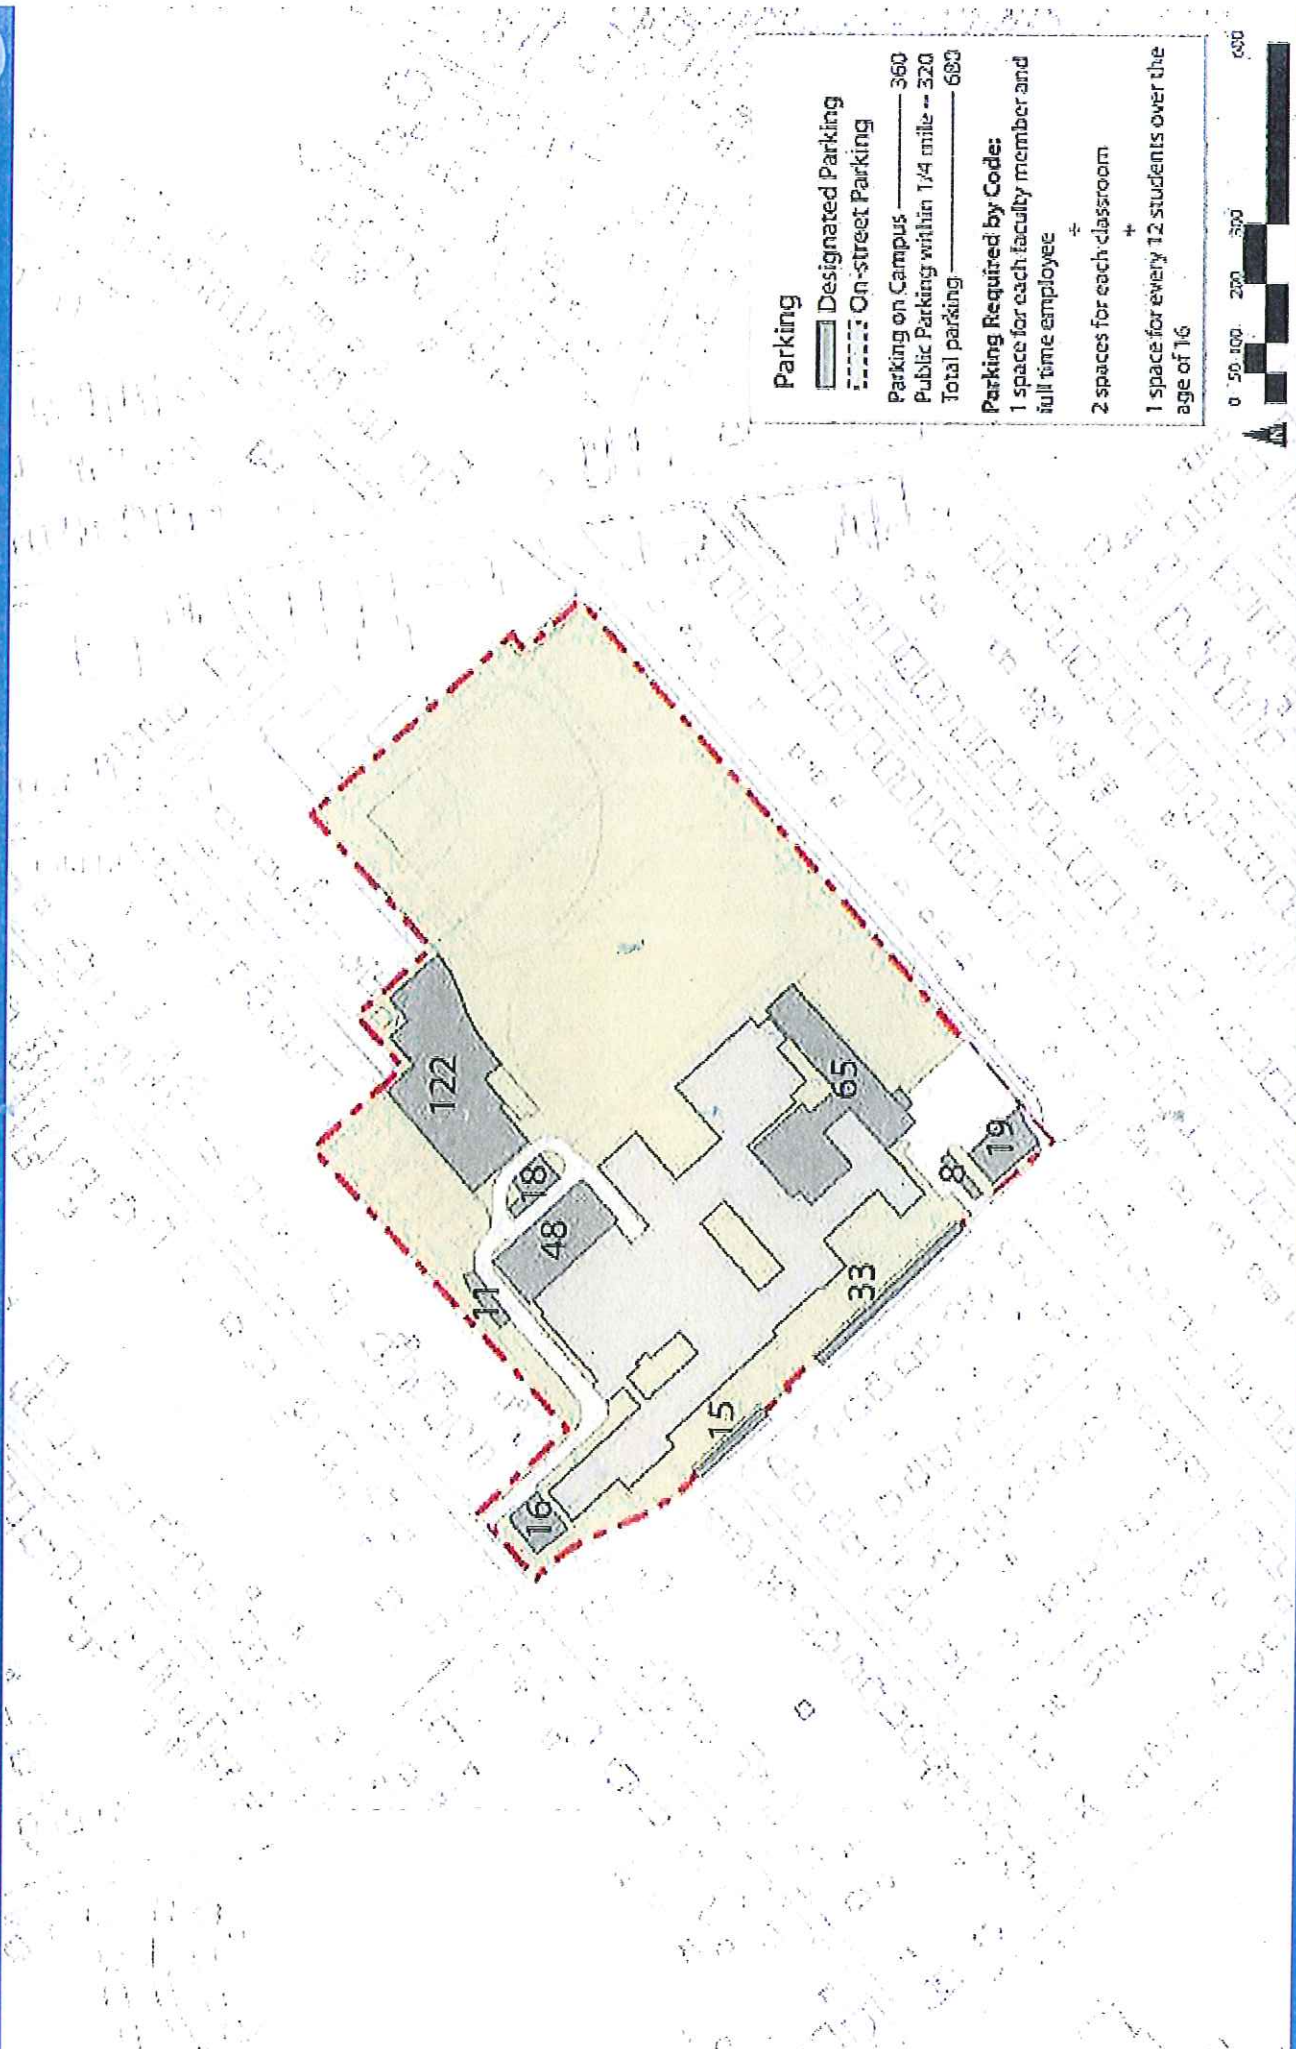 122
18
48
11
16
15
33
65
8
19
Parking
Designated Parking
On-street Parking
Parking on Campus 360
Public Parking within 1/4 mile -- 320
Total parking 680
Parking Required by Code:
1 space for each faculty member and
full time employee
+
2 spaces for each classroom
+
1 space for every 12 students over the
age of 16
0 50 100 200 300 600